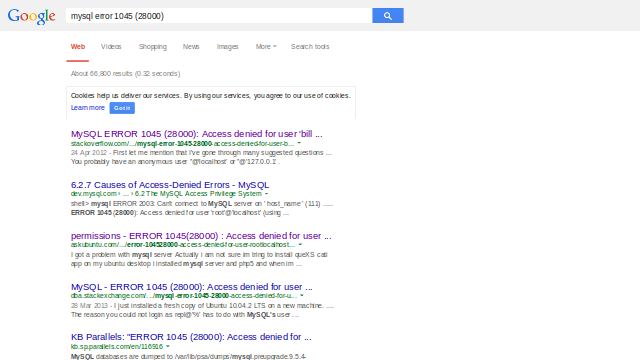 Google mysql error 1045 (28000)
Web Videos Shopping News Images More Search tools
About 66,800 results (0.32 seconds)
Cookies help us deliver our services. By using our services, you agree to our use of cookies.
Learn more Got it
MySQL ERROR 1045 (28000): Access denied for user 'bill ...
stackoverflow.com/.../mysql-error-1045-28000-access-denied-for-user-b...
24 Apr 2012 - First let me mention that I've gone through many suggested questions ....
You probably have an anonymous user ''@'localhost' or ''@'127.0.0.1' .
6.2.7 Causes of Access-Denied Errors - MySQL
dev.mysql.com › ... › 6.2 The MySQL Access Privilege System
shell> mysql ERROR 2003: Can't connect to MySQL server on ' host_name ' (111) ......
ERROR 1045 (28000): Access denied for user 'root'@'localhost' (using ...
permissions - ERROR 1045(28000) : Access denied for user ...
askubuntu.com/.../error-104528000-access-denied-for-user-rootlocalhost...
I got a problem with mysql server Actually i am not sure im tring to install queXS cati
app on my ubuntu desktop i installed mysql server and php5 and when im ...
MySQL - ERROR 1045 (28000): Access denied for user ...
dba.stackexchange.com/.../mysql-error-1045-28000-access-denied-for-u...
28 Mar 2013 - I just installed a fresh copy of Ubuntu 10.04.2 LTS on a new machine. ....
The reason you could not login as repl@'%' has to do with MySQL's user ....
KB Parallels: "ERROR 1045 (28000): Access denied for ...
kb.sp.parallels.com/en/116916
MySQL databases are dumped to /var/lib/psa/dumps/mysql.preupgrade.9.5.4-